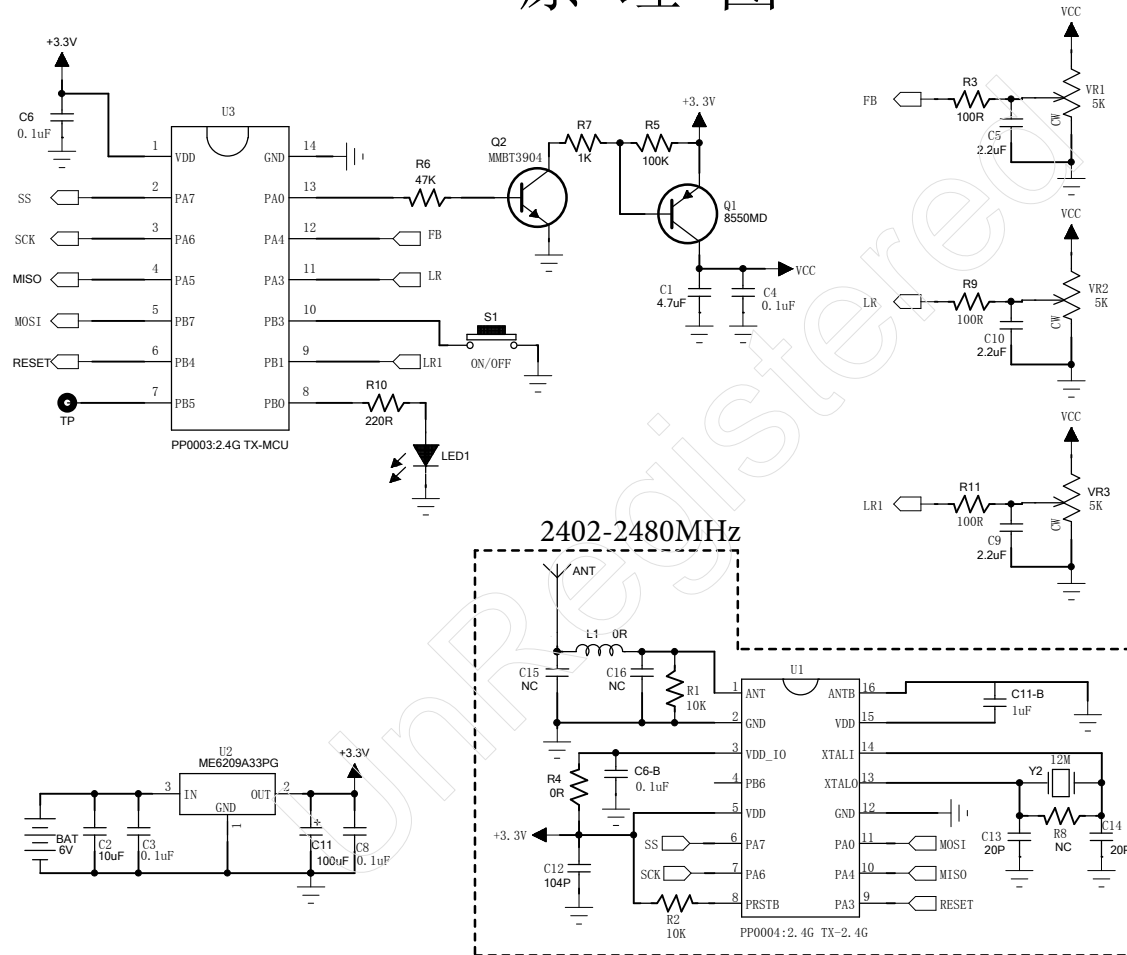 原 理 图
+3.3V
C6
0.1uF
U3
1 VDD GND 14
SS 2 PA7 PA0 13
SCK 3 PA6 PA4 12 FB
MISO 4 PA5 PA3 11 LR
MOSI 5 PB7 PB3 10
RESET 6 PB4 PB1 9 LR1
TP 7 PB5 PB0 8
PP0003:2.4G TX-MCU
R6
47K
Q2
MMBT3904
R7
1K
R5
100K
+3.3V
Q1
8550MD
VCC
C1
4.7uF
C4
0.1uF
S1
ON/OFF
R10
220R
LED1
VCC
FB
R3
100R
C5
2.2uF
CW
VR1
5K
VCC
LR
R9
100R
C10
2.2uF
CW
VR2
5K
VCC
LR1
R11
100R
C9
2.2uF
CW
VR3
5K
UnRegistered
2402-2480MHz
ANT
L1 0R
C15
NC
C16
NC
R1
10K
U1
1 ANT ANTB 16
2 GND VDD 15
3 VDD_IO XTALI 14
4 PB6 XTALO 13
5 VDD GND 12
SS 6 PA7 PA0 11 MOSI
SCK 7 PA6 PA4 10 MISO
8 PRSTB PA3 9 RESET
PP0004:2.4G TX-2.4G
C11-B
1uF
12M
Y2
R8
NC
C13
20P
C14
20P
R4
0R
C6-B
0.1uF
+3.3V
C12
104P
R2
10K
U2
ME6209A33PG
3 IN OUT 2
GND
1
+3.3V
BAT
6V
C2
10uF
C3
0.1uF
+
C11
100uF
C8
0.1uF